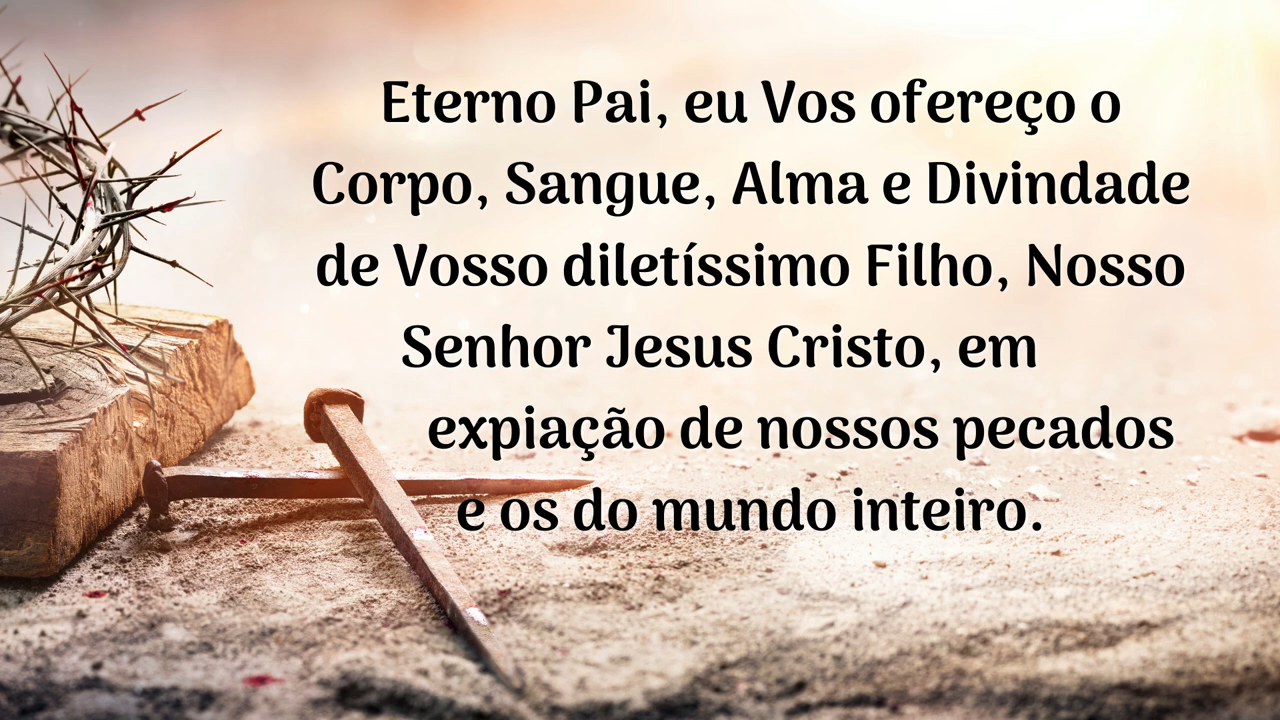 Eterno Pai, eu Vos ofereço o
Corpo, Sangue, Alma e Divindade
de Vosso diletíssimo Filho, Nosso
Senhor Jesus Cristo, em
expiação de nossos pecados
e os do mundo inteiro.